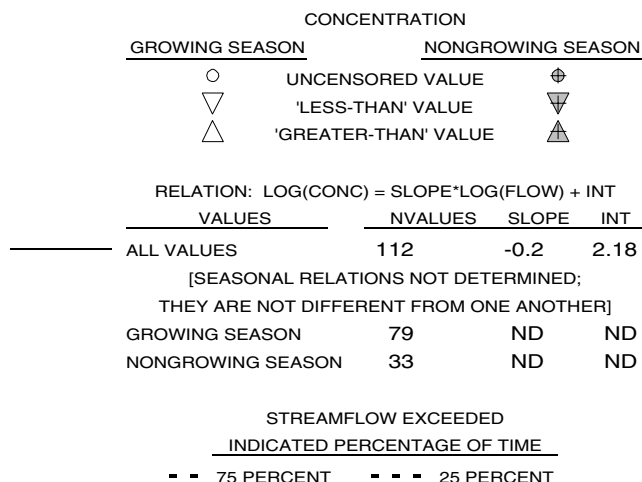 CONCENTRATION
GROWING SEASON NONGROWING SEASON
UNCENSORED VALUE
'LESS-THAN' VALUE
'GREATER-THAN' VALUE
RELATION: LOG(CONC) = SLOPE*LOG(FLOW) + INT
VALUES NVALUES SLOPE INT
ALL VALUES 112 -0.2 2.18
[SEASONAL RELATIONS NOT DETERMINED;
THEY ARE NOT DIFFERENT FROM ONE ANOTHER]
GROWING SEASON 79 ND ND
NONGROWING SEASON 33 ND ND
STREAMFLOW EXCEEDED
INDICATED PERCENTAGE OF TIME
75 PERCENT 25 PERCENT